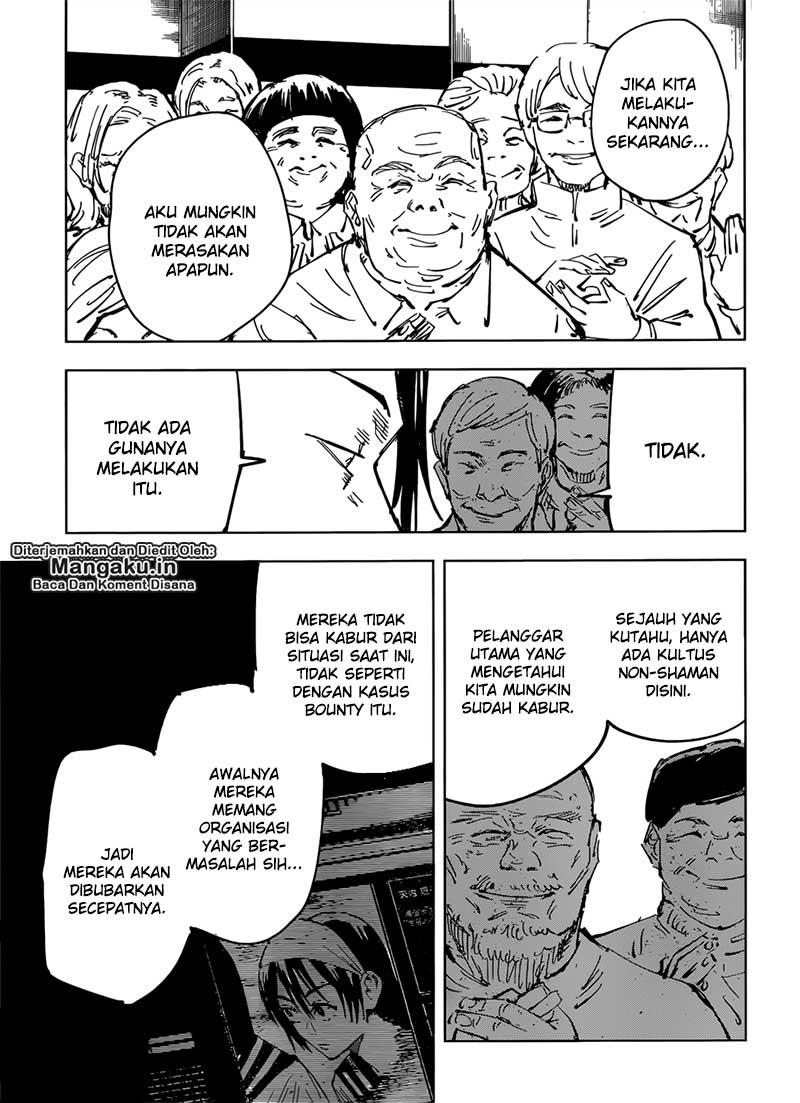 JIKA KITA
MELAKU-
KANNYA
SEKARANG...
AKU MUNGKIN
TIDAK AKAN
MERASAKAN
APAPUN.
TIDAK.
TIDAK ADA
GUNANYA
MELAKUKAN
ITU.
Diterjemahkan dan Diedit Oleh:
Mangaku.in
Baca Dan Koment Disana
SEJAUH YANG
KUTAHU, HANYA
ADA KULTUS
NON-SHAMAN
DISINI.
PELANGGAR
UTAMA YANG
MENGETAHUI
KITA MUNGKIN
SUDAH KABUR.
MEREKA TIDAK
BISA KABUR DARI
SITUASI SAAT INI,
TIDAK SEPERTI
DENGAN KASUS
BOUNTY ITU.
AWALNYA
MEREKA
MEMANG
ORGANISASI
YANG BER-
MASALAH SIH...
JADI
MEREKA AKAN
DIBUBARKAN
SECEPATNYA.